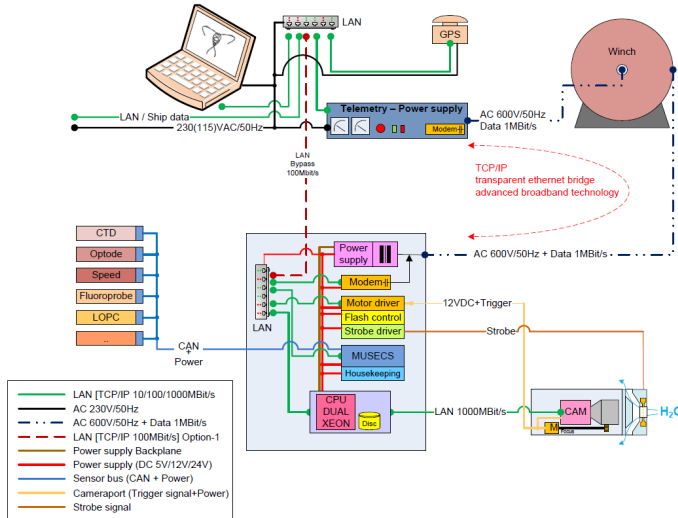 LAN
GPS
Winch
LAN / Ship data
230(115)VAC/50Hz
Telemetry – Power supply
Modem
AC 600V/50Hz
Data 1MBit/s
LAN
Bypass
100Mbit/s
TCP/IP
transparent ethernet bridge
advanced broadband technology
CTD
Optode
Speed
Fluoroprobe
LOPC
..
CAN
+
Power
Power
supply
AC 600V/50Hz + Data 1MBit/s
LAN
Modem
Motor driver
12VDC+Trigger
Flash control
Strobe driver
Strobe
MUSECS
Housekeeping
CPU
DUAL
XEON
Disc
LAN 1000MBit/s
CAM
M
Focus
H₂O
LAN [TCP/IP 10/100/1000MBit/s
AC 230V/50Hz
AC 600V/50Hz + Data 1MBit/s
LAN [TCP/IP 100MBit/s] Option-1
Power supply Backplane
Power supply (DC 5V/12V/24V)
Sensor bus (CAN + Power)
Cameraport (Trigger signal+Power)
Strobe signal